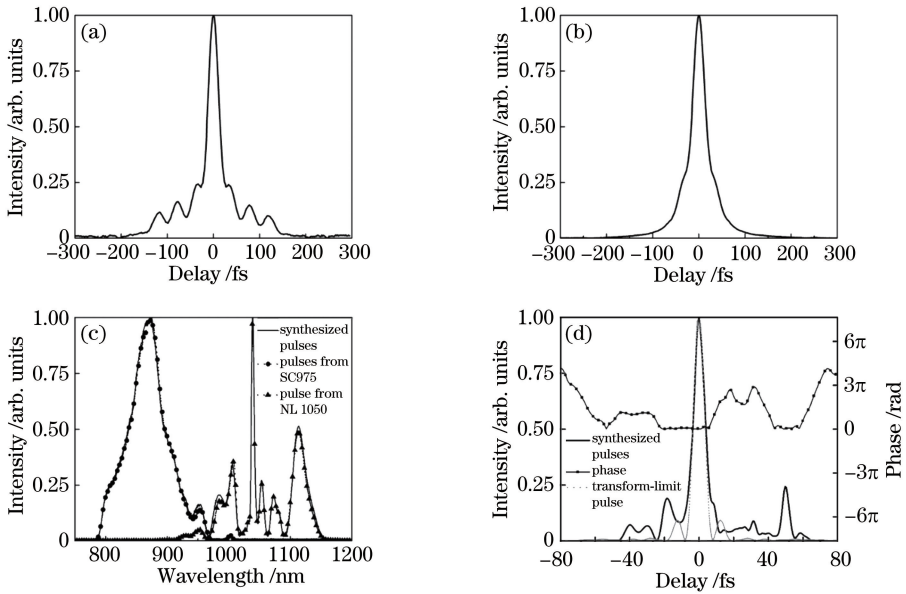 (a)
Intensity /arb. units
1.00
0.75
0.50
0.25
0
−300 −200 −100 0 100 200 300
Delay /fs
(b)
Intensity /arb. units
1.00
0.75
0.50
0.25
0
−300 −200 −100 0 100 200 300
Delay /fs
(c)
Intensity /arb. units
1.00
0.75
0.50
0.25
0
800 900 1000 1100 1200
Wavelength /nm
synthesized
pulses
pulses from
SC975
pulse from
NL 1050
(d)
Intensity /arb. units
1.00
0.75
0.50
0.25
0
−80 −40 0 40 80
Delay /fs
6π
3π
0
−3π
−6π
Phase /rad
synthesized
pulses
phase
transform-limit
pulse